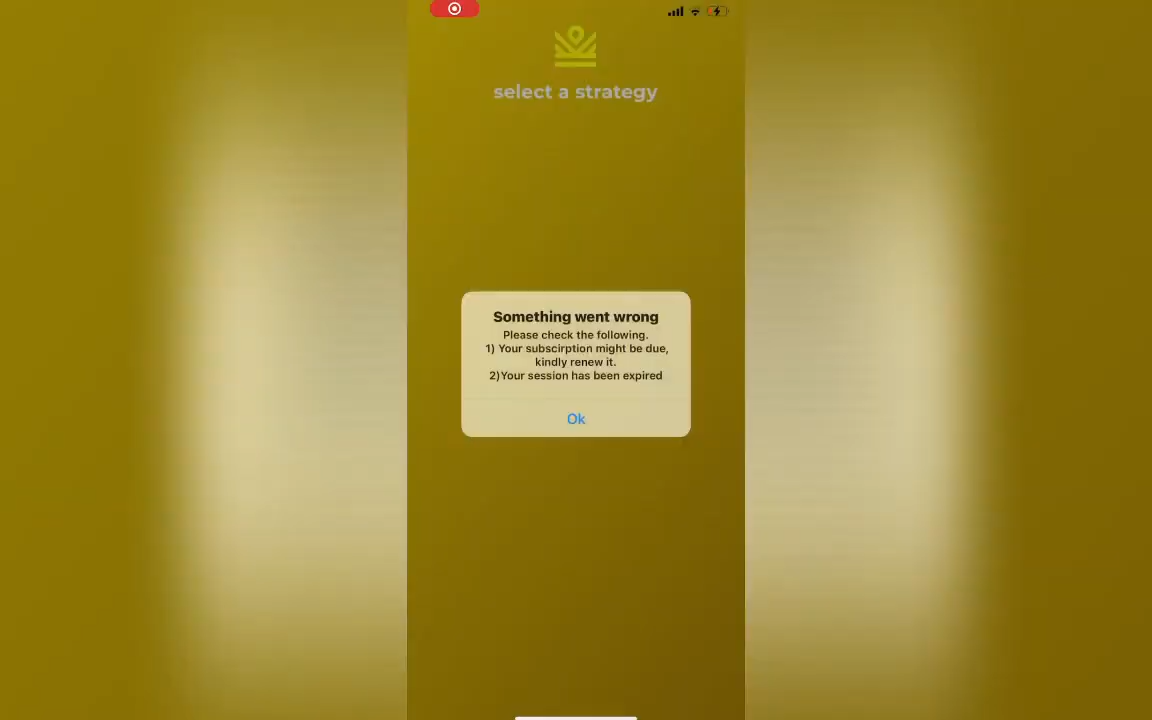 select a strategy
Something went wrong
Please check the following.
1) Your subscirption might be due,
kindly renew it.
2)Your session has been expired
Ok